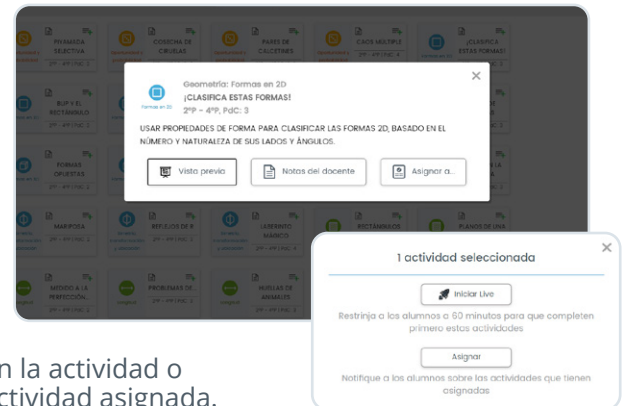 PIRÁMIDE
SELECTIVA
COSECHA DE
CIRUELAS
PARES DE
CALCETINES
CAOS MÚLTIPLE
¡CLASIFICA
ESTAS FORMAS!
BUP Y EL
RECTÁNGULO
FORMAS
OPUESTAS
MARIPOSA
REFLEJOS DE R
LABERINTO
MÁGICO
RECTÁNGULOS
PLANOS DE UNA
MÉDIDO A LA
PERFECCIÓN...
PROBLEMAS DE...
HUELLAS DE
ANIMALES
Geometría: Formas en 2D
¡CLASIFICA ESTAS FORMAS!
Formas en 2D
2ºP - 4ºP, PdC: 3
USAR PROPIEDADES DE FORMA PARA CLASIFICAR LAS FORMAS 2D, BASADO EN EL
NÚMERO Y NATURALEZA DE SUS LADOS Y ÁNGULOS.
Vista previa
Notas del docente
Asignar a...
1 actividad seleccionada
Iniciar Live
Restrinja a los alumnos a 60 minutos para que completen
primero estas actividades
Asignar
Notifique a los alumnos sobre las actividades que tienen
asignadas
n la actividad o
ctividad asignada.